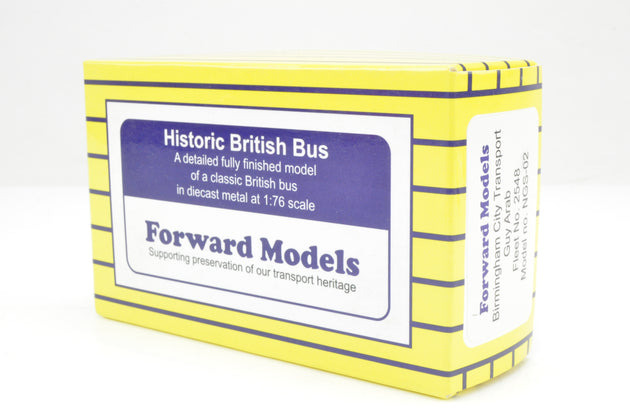 Historic British Bus
A detailed fully finished model
of a classic British bus
in diecast metal at 1:76 scale
Forward Models
Supporting preservation of our transport heritage
Forward Models
Birmingham City Transport
Guy Arab
Fleet No. 2548
Model no. NGS-02